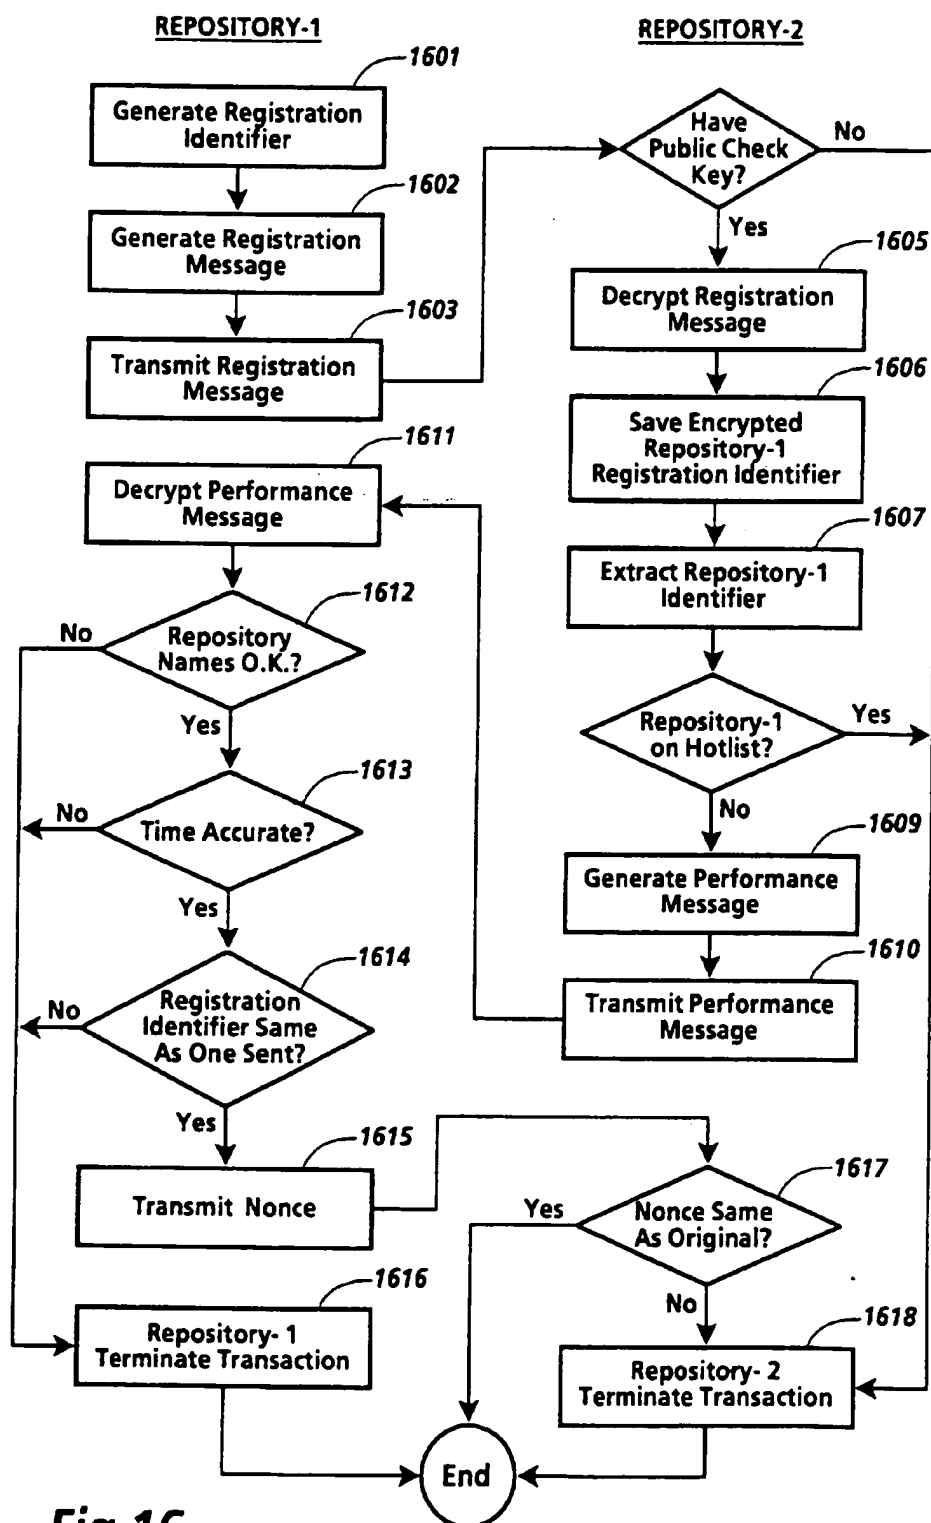 REPOSITORY-1
1601
Generate Registration
Identifier
1602
Generate Registration
Message
1603
Transmit Registration
Message
1611
Decrypt Performance
Message
1612
No
Repository
Names O.K.?
Yes
1613
No
Time Accurate?
Yes
1614
No
Registration
Identifier Same
As One Sent?
Yes
1615
Transmit Nonce
1616
Repository- 1
Terminate Transaction
REPOSITORY-2
Have
Public Check
Key?
No
Yes
1605
Decrypt Registration
Message
1606
Save Encrypted
Repository-1
Registration Identifier
1607
Extract Repository-1
Identifier
Repository-1
on Hotlist?
Yes
No
1609
Generate Performance
Message
1610
Transmit Performance
Message
1617
Yes
Nonce Same
As Original?
No
1618
Repository- 2
Terminate Transaction
End
Fig.16